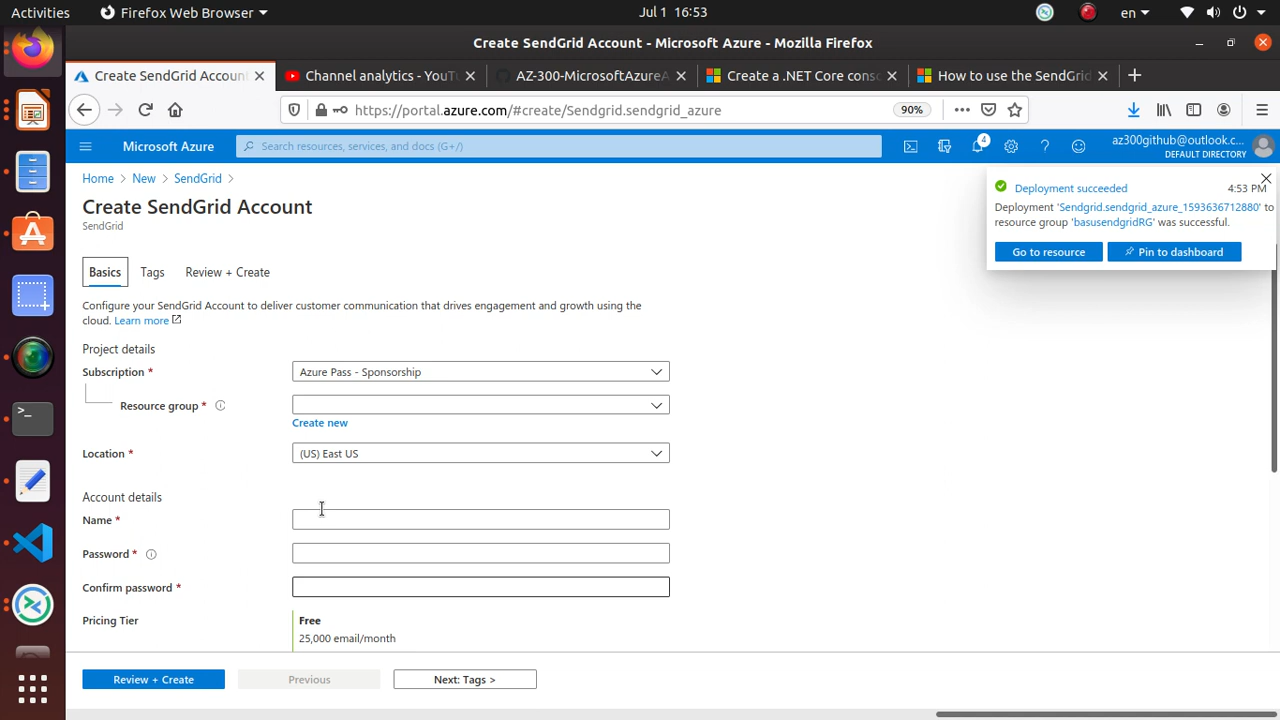 Activities
Firefox Web Browser
Jul 1 16:53
en
Create SendGrid Account - Microsoft Azure - Mozilla Firefox
Create SendGrid Accoun
Channel analytics - YouT
AZ-300-MicrosoftAzureA
Create a .NET Core conso
How to use the SendGrid
https://portal.azure.com/#create/Sendgrid.sendgrid_azure
90%
Microsoft Azure
Search resources, services, and docs (G+/)
4
az300github@outlook.c...
DEFAULT DIRECTORY
Home > New > SendGrid >
Create SendGrid Account
SendGrid
Deployment succeeded
4:53 PM
Deployment 'Sendgrid.sendgrid_azure_1593636712880' to
resource group 'basusendgridRG' was successful.
Go to resource
Pin to dashboard
Basics
Tags
Review + Create
Configure your SendGrid Account to deliver customer communication that drives engagement and growth using the
cloud. Learn more
Project details
Subscription *
Azure Pass - Sponsorship
Resource group *
Create new
Location *
(US) East US
Account details
Name *
Password *
Confirm password *
Pricing Tier
Free
25,000 email/month
Review + Create
Previous
Next: Tags >